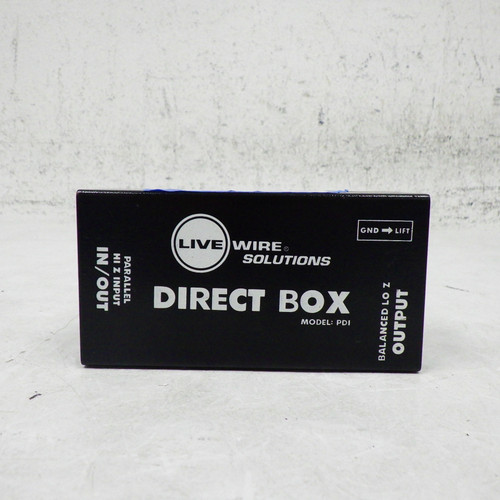 LIVE WIRE®
SOLUTIONS
GND → LIFT
DIRECT BOX
MODEL: PDI
PARALLEL
HI Z INPUT
IN/OUT
BALANCED LO Z
OUTPUT